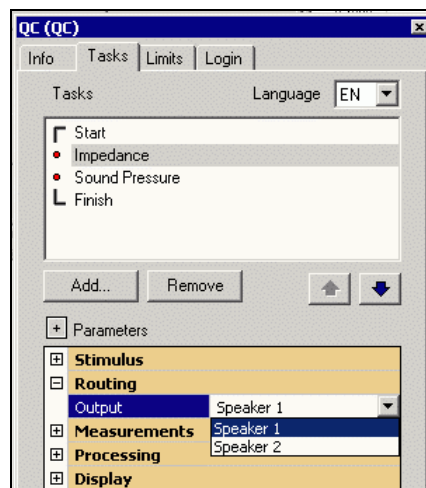 QC (QC)
Info Tasks Limits Login
Tasks Language EN
Start
Impedance
Sound Pressure
Finish
Add... Remove
Parameters
Stimulus
Routing
Output Speaker 1
Measurements Speaker 1
Processing Speaker 2
Display